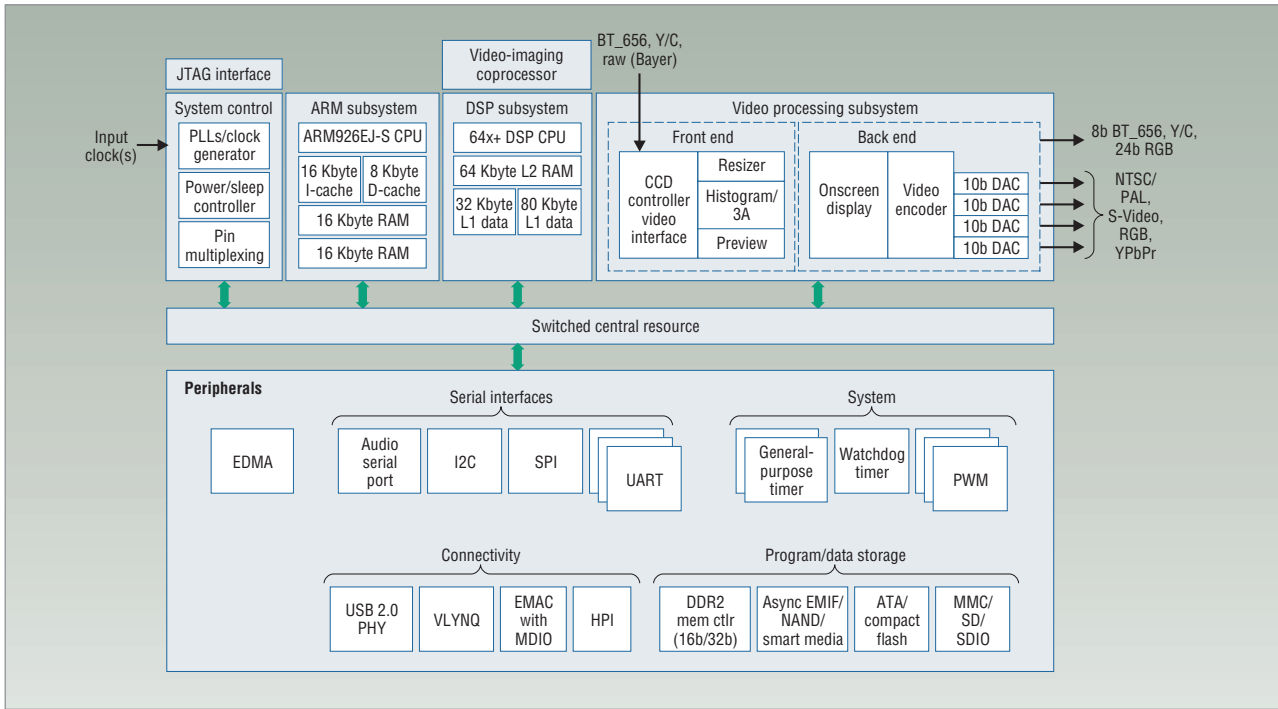 BT_656, Y/C,
raw (Bayer)
Video-imaging
coprocessor
JTAG interface
System control
ARM subsystem
DSP subsystem
Video processing subsystem
Input
clock(s)
PLLs/clock
generator
Power/sleep
controller
Pin
multiplexing
ARM926EJ-S CPU
16 Kbyte
I-cache
8 Kbyte
D-cache
16 Kbyte RAM
16 Kbyte RAM
64x+ DSP CPU
64 Kbyte L2 RAM
32 Kbyte
L1 data
80 Kbyte
L1 data
Front end
CCD
controller
video
interface
Resizer
Histogram/
3A
Preview
Back end
Onscreen
display
Video
encoder
10b DAC
10b DAC
10b DAC
10b DAC
8b BT_656, Y/C,
24b RGB
NTSC/
PAL,
S-Video,
RGB,
YPbPr
Switched central resource
Peripherals
Serial interfaces
System
EDMA
Audio
serial
port
I2C
SPI
UART
General-
purpose
timer
Watchdog
timer
PWM
Connectivity
Program/data storage
USB 2.0
PHY
VLYNQ
EMAC
with
MDIO
HPI
DDR2
mem ctlr
(16b/32b)
Async EMIF/
NAND/
smart media
ATA/
compact
flash
MMC/
SD/
SDIO